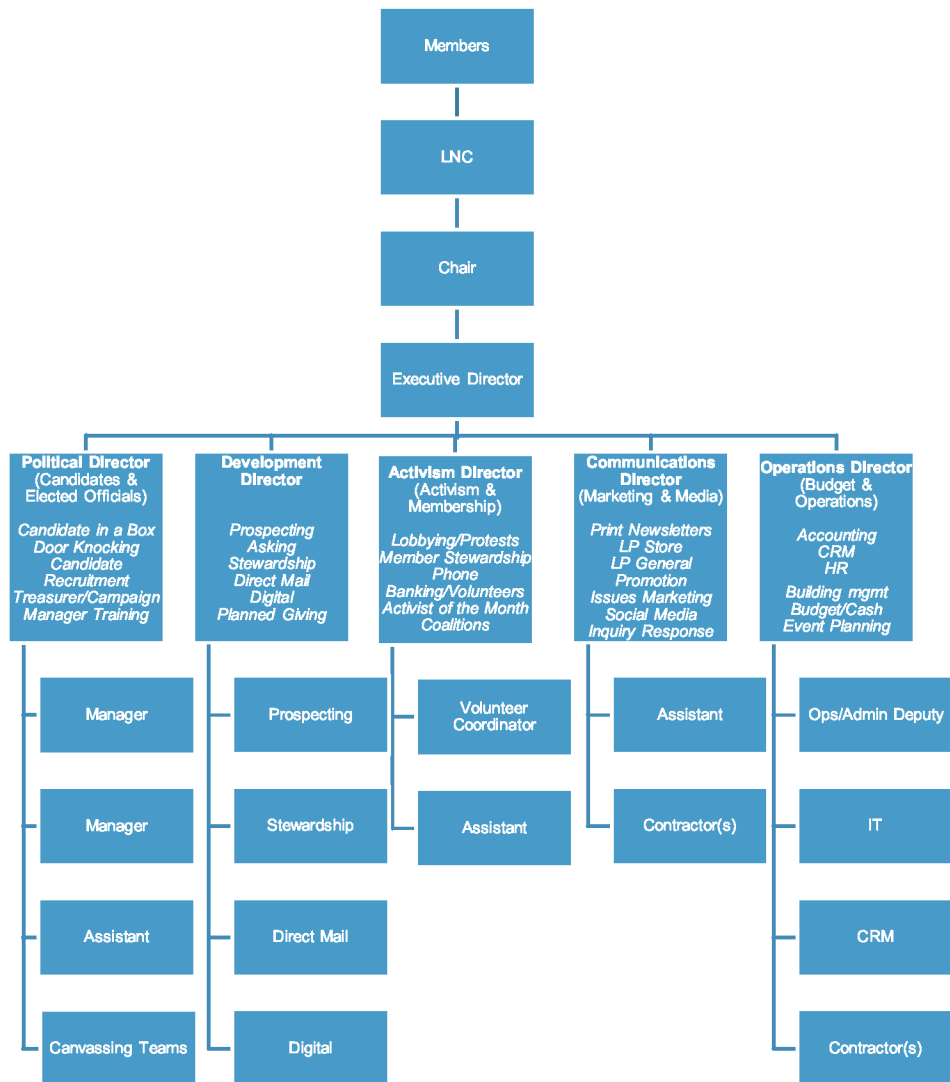 Members
LNC
Chair
Executive Director
Political Director
(Candidates &
Elected Officials)
Candidate in a Box
Door Knocking
Candidate
Recruitment
Treasurer/Campaign
Manager Training
Development
Director
Prospecting
Asking
Stewardship
Direct Mail
Digital
Planned Giving
Activism Director
(Activism &
Membership)
Lobbying/Protests
Member Stewardship
Phone
Banking/Volunteers
Activist of the Month
Coalitions
Communications
Director
(Marketing & Media)
Print Newsletters
LP Store
LP General
Promotion
Issues Marketing
Social Media
Inquiry Response
Operations Director
(Budget &
Operations)
Accounting
CRM
HR
Building mgmt
Budget/Cash
Event Planning
Manager
Manager
Assistant
Canvassing Teams
Prospecting
Stewardship
Direct Mail
Digital
Volunteer
Coordinator
Assistant
Assistant
Contractor(s)
Ops/Admin Deputy
IT
CRM
Contractor(s)